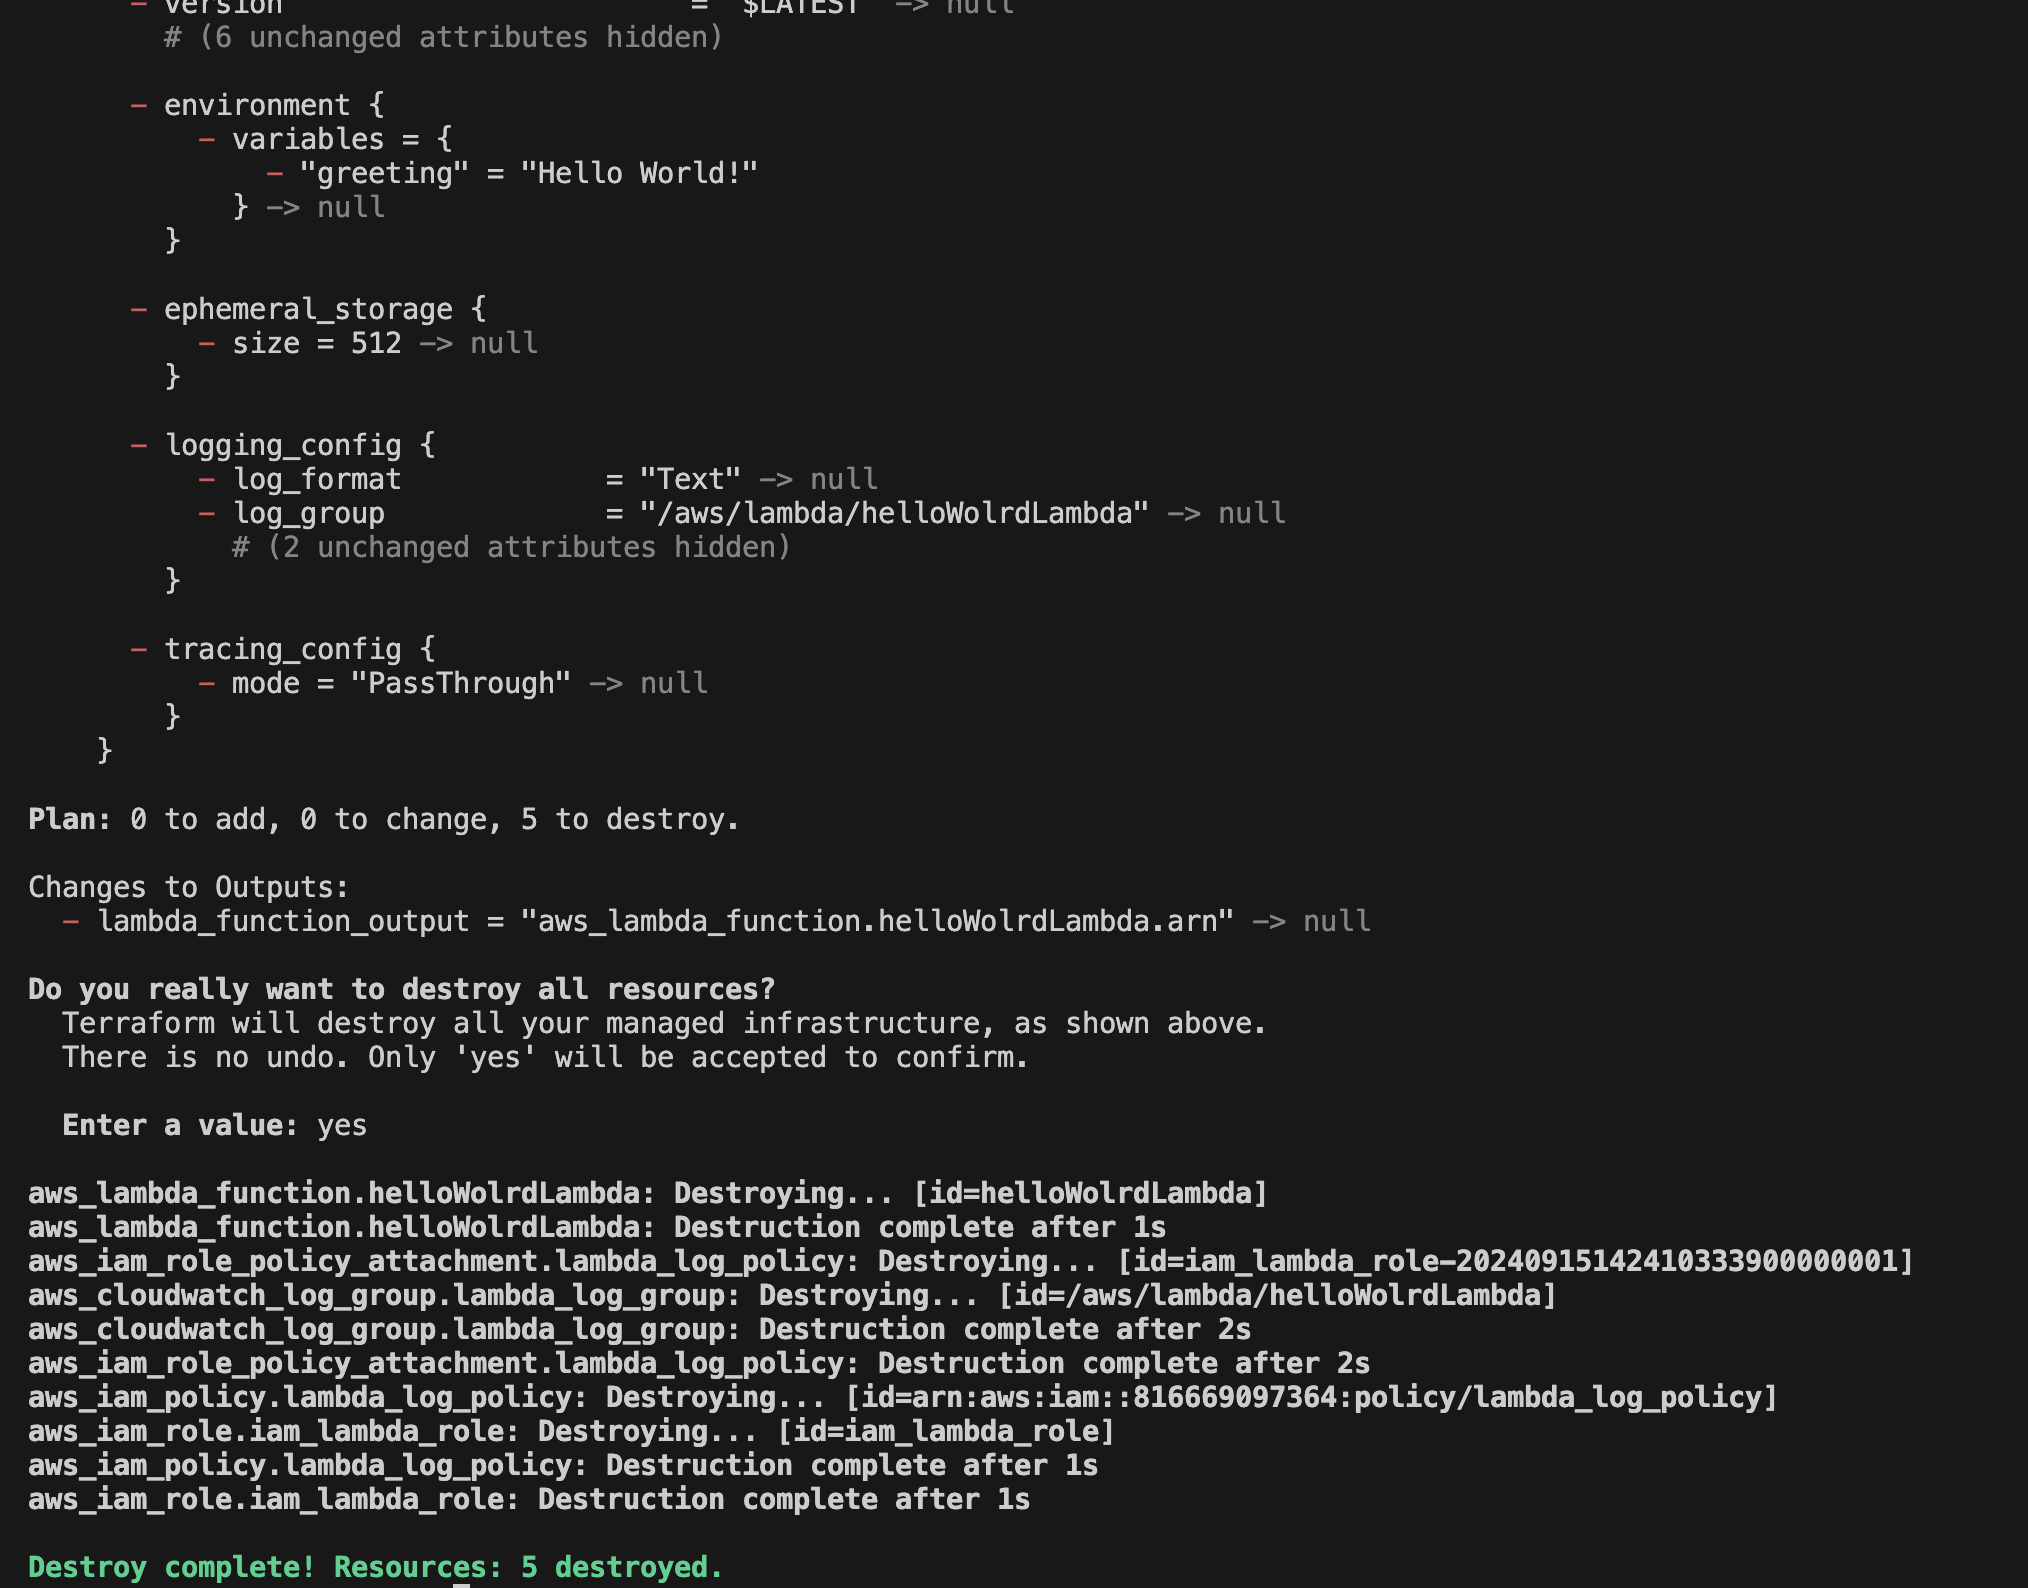 - version = "$LATEST" -> null
# (6 unchanged attributes hidden)
- environment {
- variables = {
- "greeting" = "Hello World!"
} -> null
}
- ephemeral_storage {
- size = 512 -> null
}
- logging_config {
- log_format = "Text" -> null
- log_group = "/aws/lambda/helloWolrdLambda" -> null
# (2 unchanged attributes hidden)
}
- tracing_config {
- mode = "PassThrough" -> null
}
}
Plan: 0 to add, 0 to change, 5 to destroy.
Changes to Outputs:
- lambda_function_output = "aws_lambda_function.helloWolrdLambda.arn" -> null
Do you really want to destroy all resources?
Terraform will destroy all your managed infrastructure, as shown above.
There is no undo. Only 'yes' will be accepted to confirm.
Enter a value: yes
aws_lambda_function.helloWolrdLambda: Destroying... [id=helloWolrdLambda]
aws_lambda_function.helloWolrdLambda: Destruction complete after 1s
aws_iam_role_policy_attachment.lambda_log_policy: Destroying... [id=iam_lambda_role-20240915142410333900000001]
aws_cloudwatch_log_group.lambda_log_group: Destroying... [id=/aws/lambda/helloWolrdLambda]
aws_cloudwatch_log_group.lambda_log_group: Destruction complete after 2s
aws_iam_role_policy_attachment.lambda_log_policy: Destruction complete after 2s
aws_iam_policy.lambda_log_policy: Destroying... [id=arn:aws:iam::816669097364:policy/lambda_log_policy]
aws_iam_role.iam_lambda_role: Destroying... [id=iam_lambda_role]
aws_iam_policy.lambda_log_policy: Destruction complete after 1s
aws_iam_role.iam_lambda_role: Destruction complete after 1s
Destroy complete! Resources: 5 destroyed.